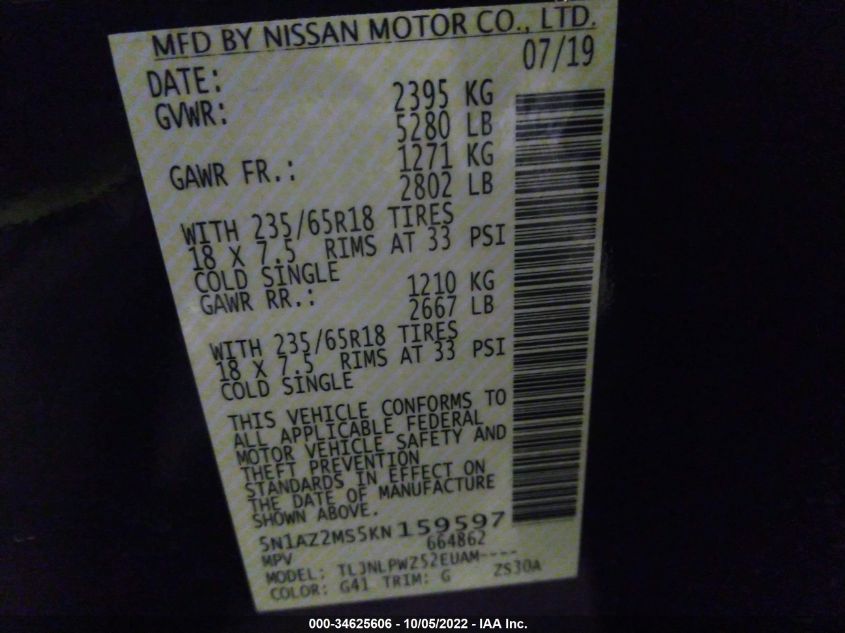 MFD BY NISSAN MOTOR CO., LTD.
DATE: 07/19
GVWR: 2395 KG
5280 LB
GAWR FR.: 1271 KG
2802 LB
WITH 235/65R18 TIRES
18 X 7.5 RIMS AT 33 PSI
COLD SINGLE
GAWR RR.: 1210 KG
2667 LB
WITH 235/65R18 TIRES
18 X 7.5 RIMS AT 33 PSI
COLD SINGLE
THIS VEHICLE CONFORMS TO
ALL APPLICABLE FEDERAL
MOTOR VEHICLE SAFETY AND
THEFT PREVENTION
STANDARDS IN EFFECT ON
THE DATE OF MANUFACTURE
SHOWN ABOVE.
5N1AZ2MS5KN159597
MPV 664862
MODEL: TLJNLPWZ52EUAM----
COLOR: G41 TRIM: G ZS30A
000-34625606 - 10/05/2022 - IAA Inc.